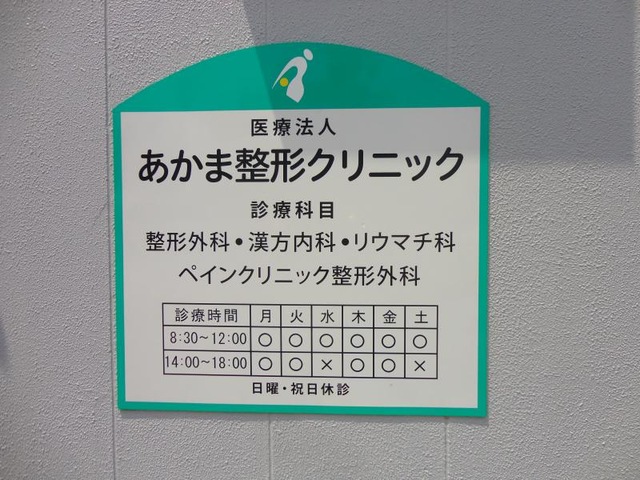 医療法人
あかま整形クリニック
診療科目
整形外科・漢方内科・リウマチ科
ペインクリニック整形外科
診療時間 月 火 水 木 金 土
8:30～12:00 ○ ○ ○ ○ ○ ○
14:00～18:00 ○ ○ × ○ ○ ×
日曜・祝日休診